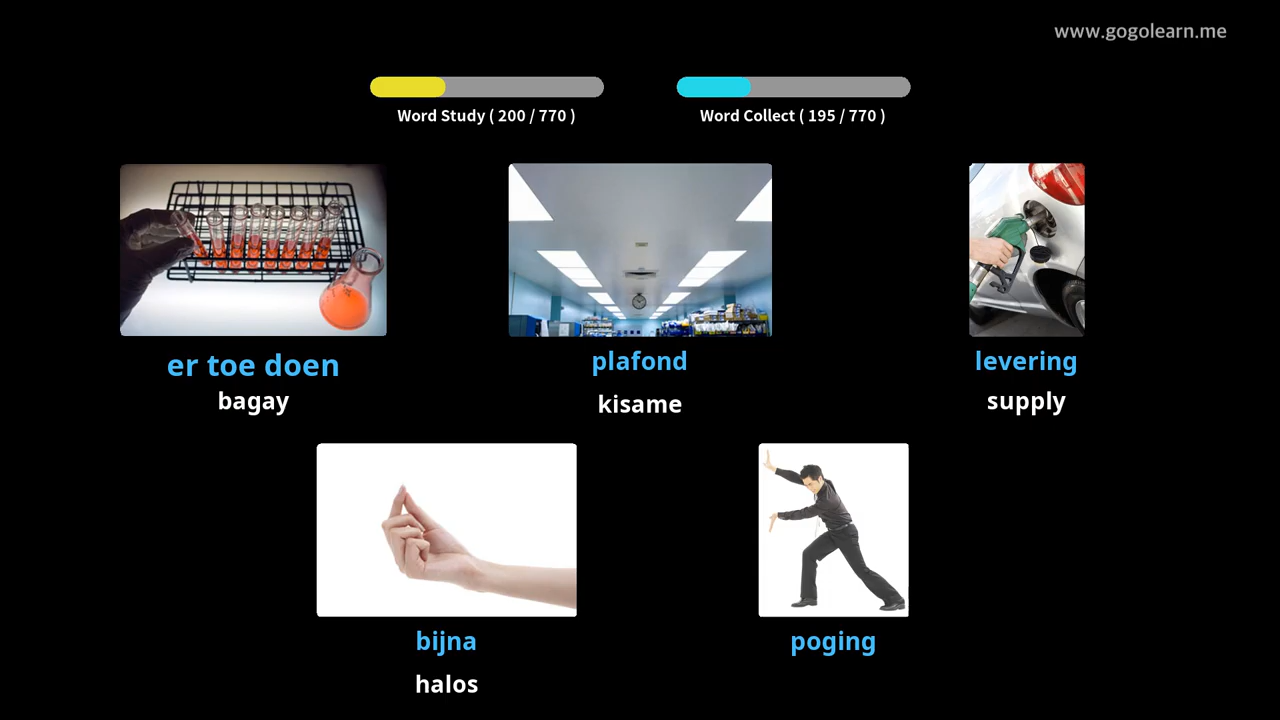 www.gogolearn.me
Word Study ( 200 / 770 )
Word Collect ( 195 / 770 )
er toe doen
bagay
plafond
kisame
levering
supply
bijna
halos
poging